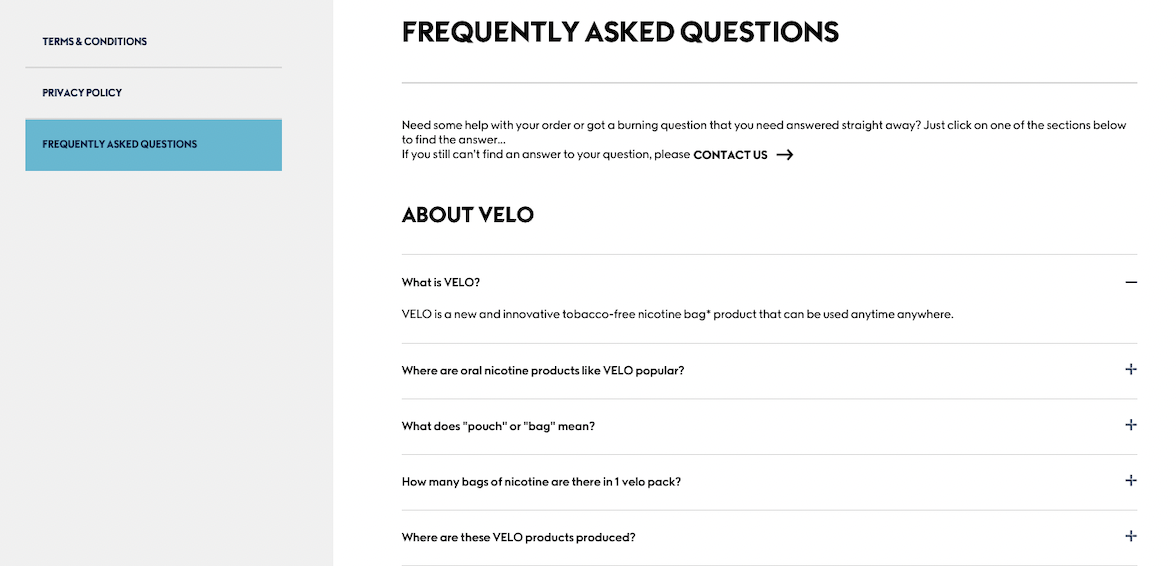 TERMS & CONDITIONS
PRIVACY POLICY
FREQUENTLY ASKED QUESTIONS
FREQUENTLY ASKED QUESTIONS
Need some help with your order or got a burning question that you need answered straight away? Just click on one of the sections below
to find the answer...
If you still can't find an answer to your question, please CONTACT US →
ABOUT VELO
What is VELO?
VELO is a new and innovative tobacco-free nicotine bag* product that can be used anytime anywhere.
Where are oral nicotine products like VELO popular?
What does "pouch" or "bag" mean?
How many bags of nicotine are there in 1 velo pack?
Where are these VELO products produced?